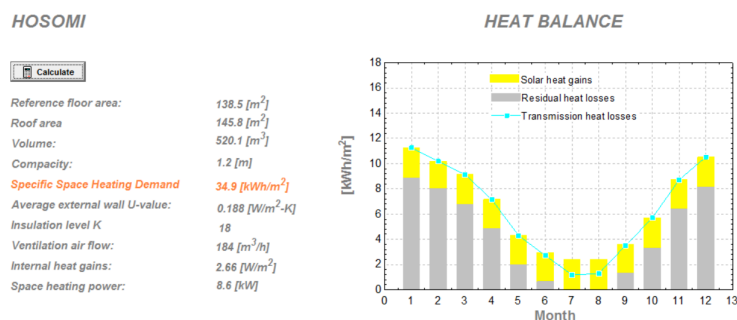 HOSOMI
Calculate
Reference floor area: 138.5 [m2]
Roof area 145.8 [m2]
Volume: 520.1 [m3]
Compacity: 1.2 [m]
Specific Space Heating Demand 34.9 [kWh/m2]
Average external wall U-value: 0.188 [W/m2-K]
Insulation level K 18
Ventilation air flow: 184 [m3/h]
Internal heat gains: 2.66 [W/m2]
Space heating power: 8.6 [kW]
HEAT BALANCE
Solar heat gains
Residual heat losses
Transmission heat losses
[kWh/m2]
18
16
14
12
10
8
6
4
2
0
0 1 2 3 4 5 6 7 8 9 10 11 12 13
Month